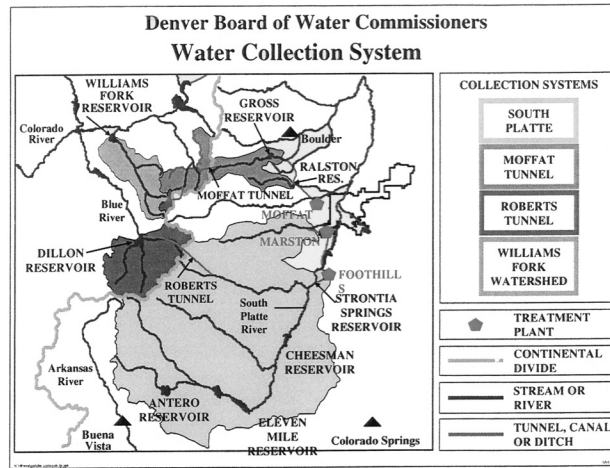 Denver Board of Water Commissioners
Water Collection System
WILLIAMS
FORK
RESERVOIR
GROSS
RESERVOIR
Colorado
River
Boulder
RALSTON
RES.
MOFFAT TUNNEL
Blue
River
MOFFAT
MARSTON
DILLON
RESERVOIR
ROBERTS
TUNNEL
FOOTHILL
S
South
Platte
River
STRONTIA
SPRINGS
RESERVOIR
CHEESMAN
RESERVOIR
Arkansas
River
ANTERO
RESERVOIR
ELEVEN
MILE
RESERVOIR
Buena
Vista
Colorado Springs
COLLECTION SYSTEMS
SOUTH
PLATTE
MOFFAT
TUNNEL
ROBERTS
TUNNEL
WILLIAMS
FORK
WATERSHED
TREATMENT
PLANT
CONTINENTAL
DIVIDE
STREAM OR
RIVER
TUNNEL, CANAL
OR DITCH